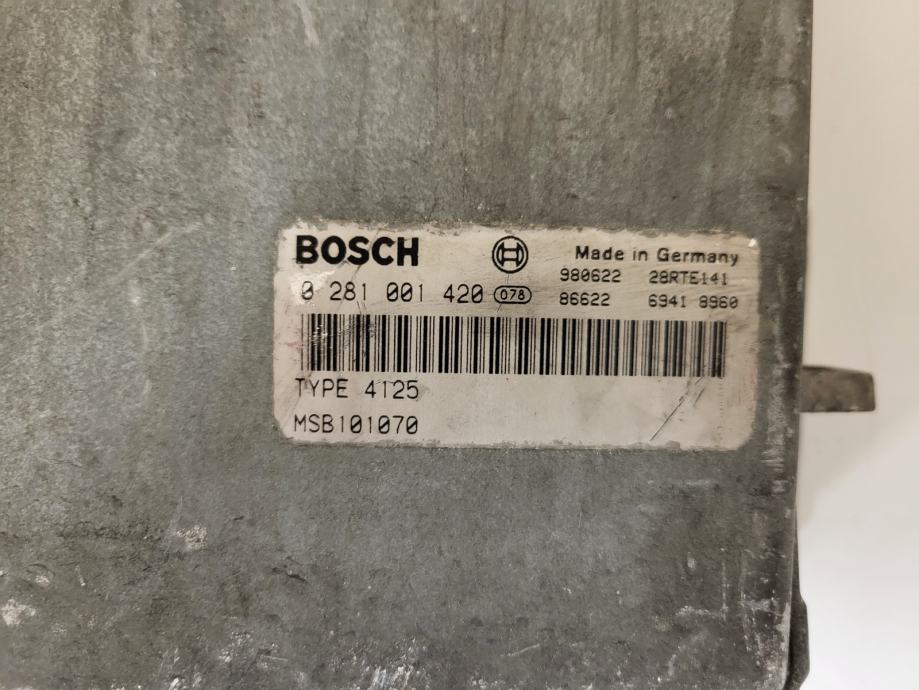 BOSCH
Made in Germany
980622 28RTE141
0 281 001 420 078
86622 6941 8960
TYPE 4125
MSB101070